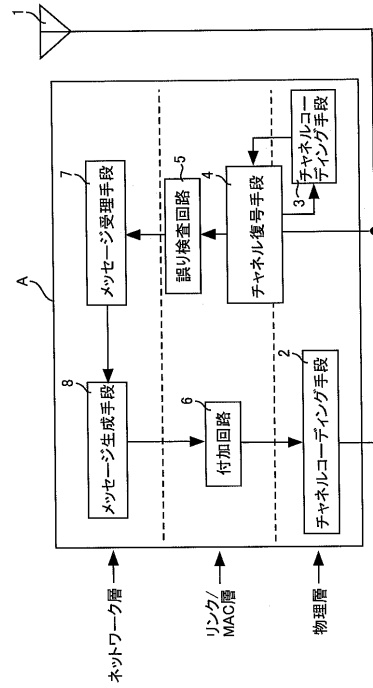 A
1
ネットワーク層
8
メッセージ生成手段
7
メッセージ受理手段
リンク/
MAC層
6
付加回路
5
誤り検査回路
4
チャネル復号手段
物理層
2
チャネルコーディング手段
3
チャネルコー
ディング手段